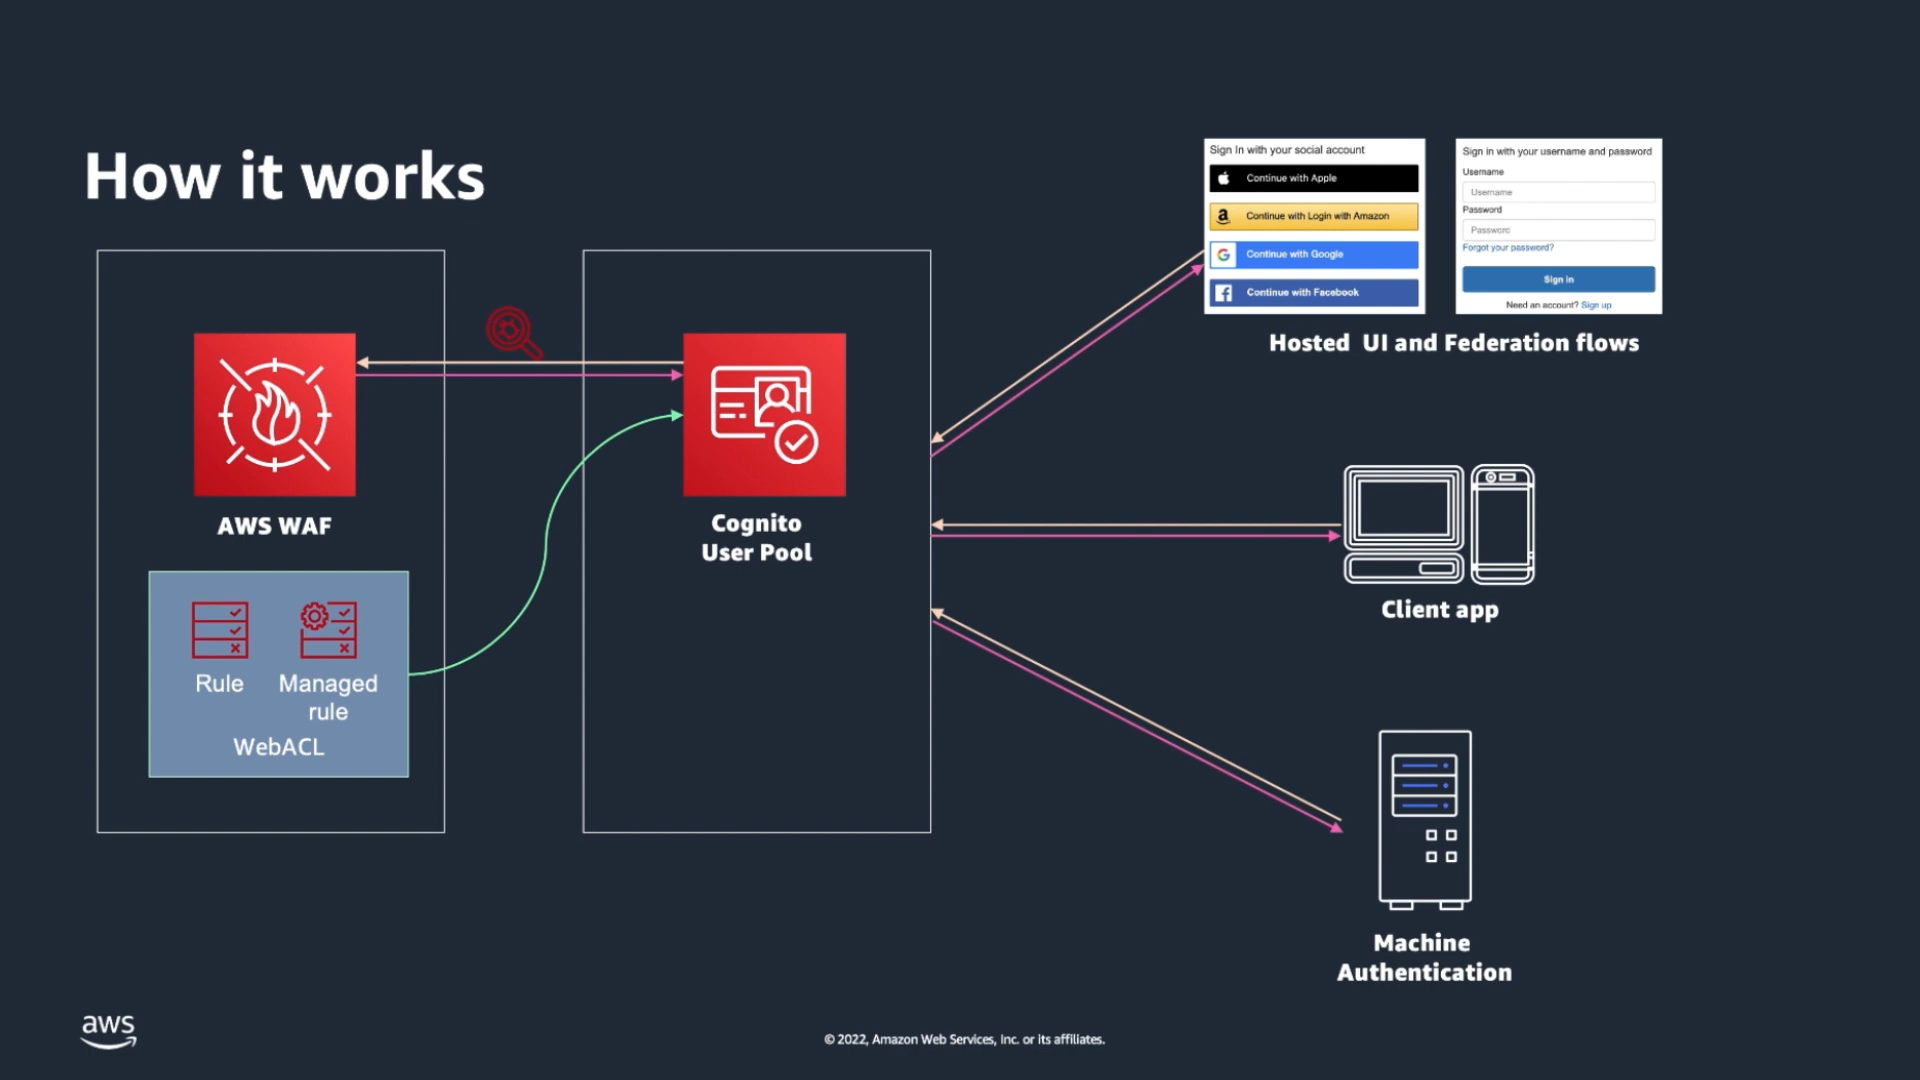 How it works
AWS WAF
Rule
Managed
rule
WebACL
Cognito
User Pool
Sign In with your social account
Continue with Apple
Continue with Login with Amazon
Continue with Google
Continue with Facebook
Sign in with your username and password
Username
Username
Password
Password
Forgot your password?
Sign in
Need an account? Sign up
Hosted UI and Federation flows
Client app
Machine
Authentication
aws
© 2022, Amazon Web Services, Inc. or its affiliates.